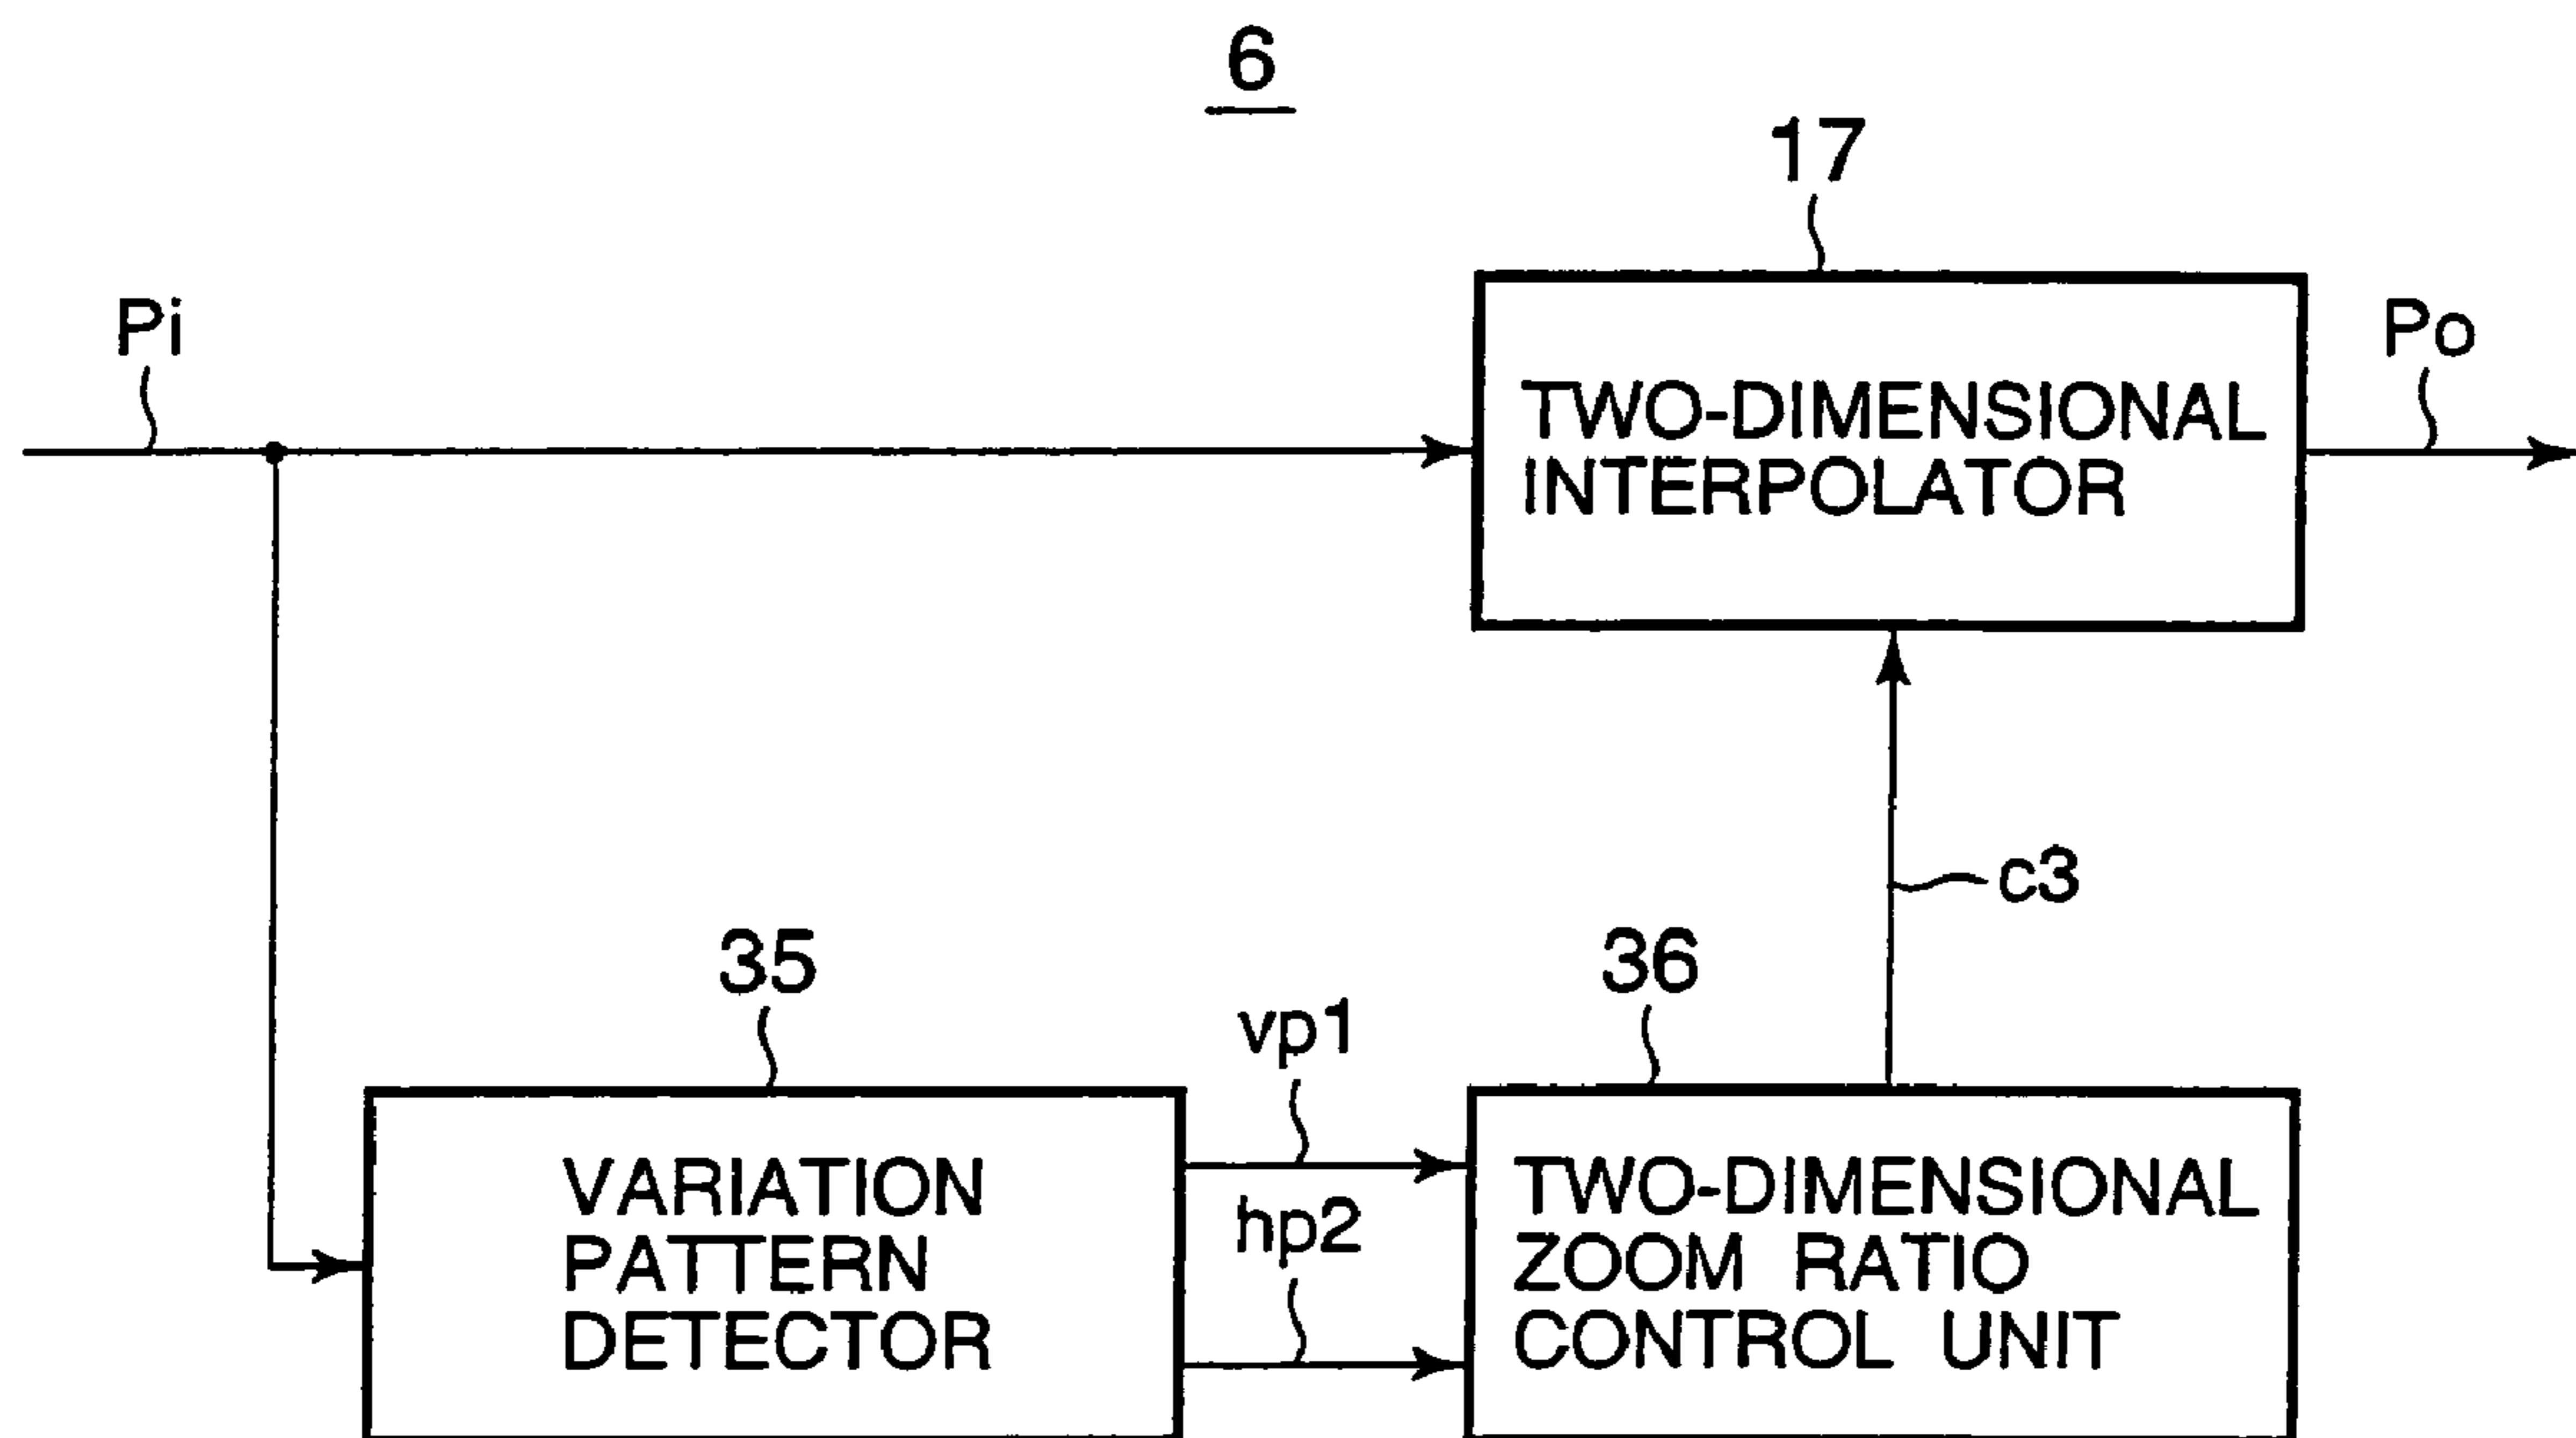 6
17
Pi
Po
TWO-DIMENSIONAL
INTERPOLATOR
c3
35
36
vp1
hp2
VARIATION
PATTERN
DETECTOR
TWO-DIMENSIONAL
ZOOM RATIO
CONTROL UNIT